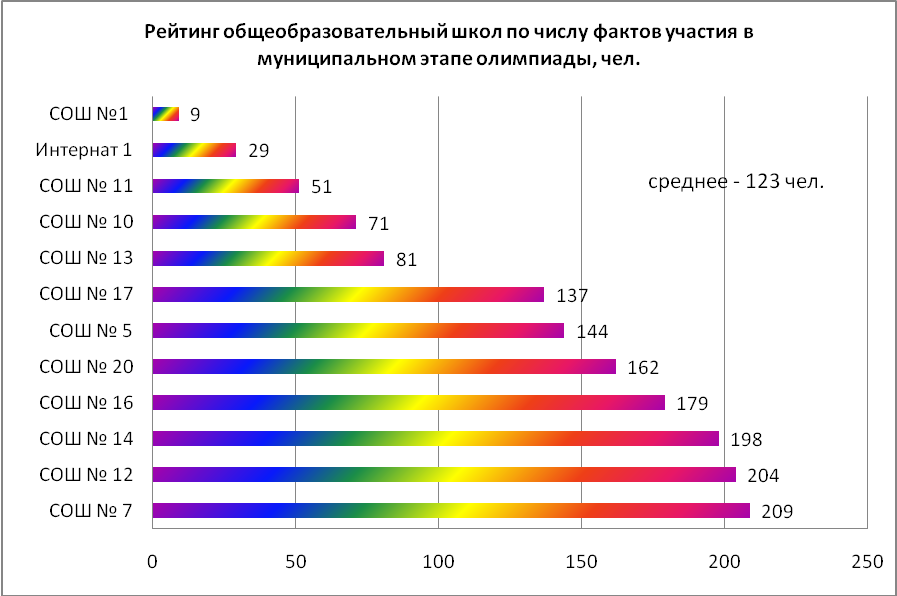 Рейтинг общеобразовательный школ по числу фактов участия в
муниципальном этапе олимпиады, чел.
СОШ №1 9
Интернат 1 29
СОШ № 11 51
среднее - 123 чел.
СОШ № 10 71
СОШ № 13 81
СОШ № 17 137
СОШ № 5 144
СОШ № 20 162
СОШ № 16 179
СОШ № 14 198
СОШ № 12 204
СОШ № 7 209
0 50 100 150 200 250